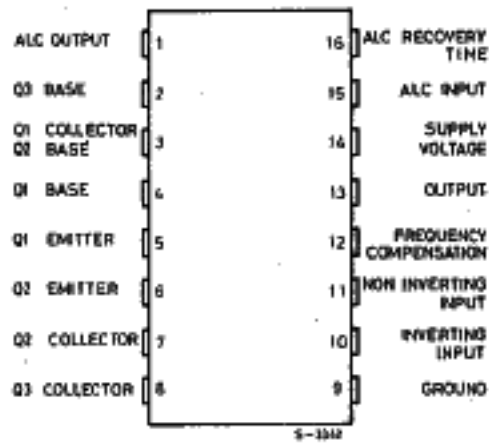 ALC OUTPUT 1
Q3 BASE 2
Q1 COLLECTOR
Q2 BASE 3
Q1 BASE 4
Q1 EMITTER 5
Q2 EMITTER 6
Q2 COLLECTOR 7
Q3 COLLECTOR 8
16 ALC RECOVERY
TIME
15 ALC INPUT
14 SUPPLY
VOLTAGE
13 OUTPUT
12 FREQUENCY
COMPENSATION
11 NON INVERTING
INPUT
10 INVERTING
INPUT
9 GROUND